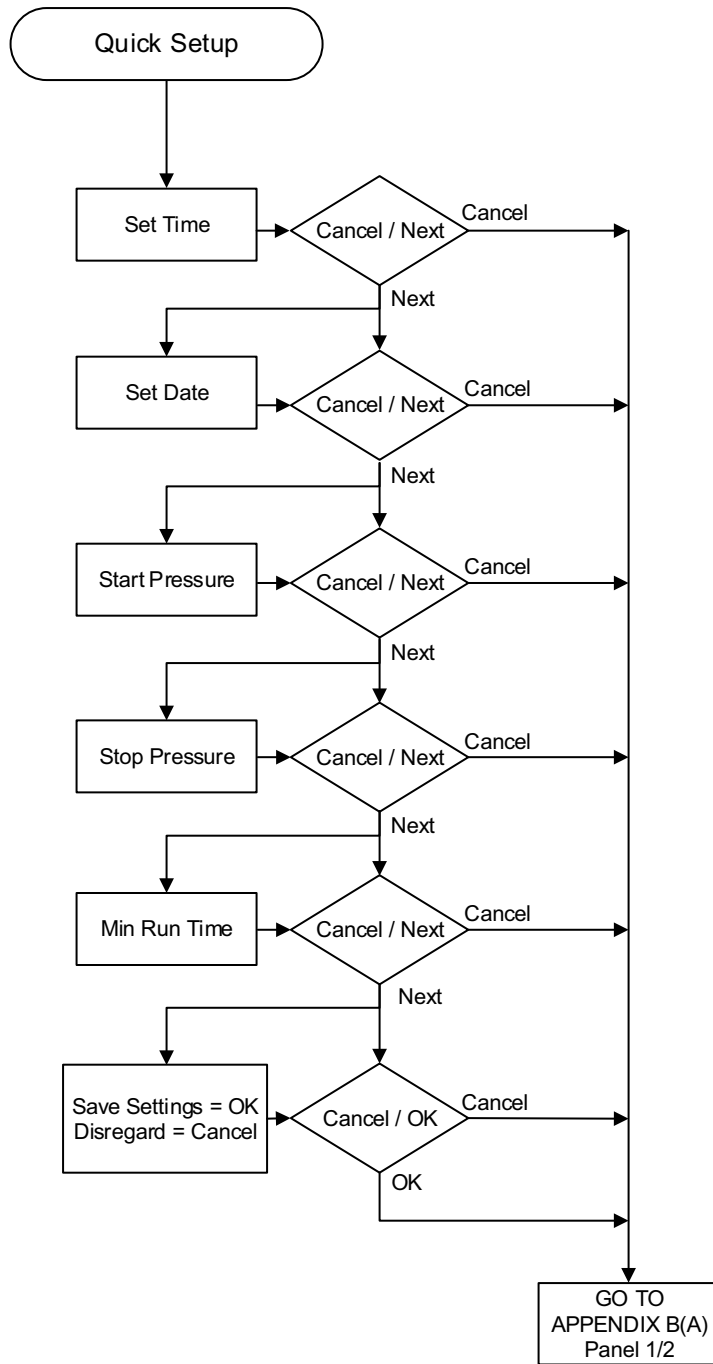 Quick Setup
Set Time
Cancel / Next
Cancel
Next
Set Date
Cancel / Next
Cancel
Next
Start Pressure
Cancel / Next
Cancel
Next
Stop Pressure
Cancel / Next
Cancel
Next
Min Run Time
Cancel / Next
Cancel
Next
Save Settings = OK
Disregard = Cancel
Cancel / OK
Cancel
OK
GO TO
APPENDIX B(A)
Panel 1/2